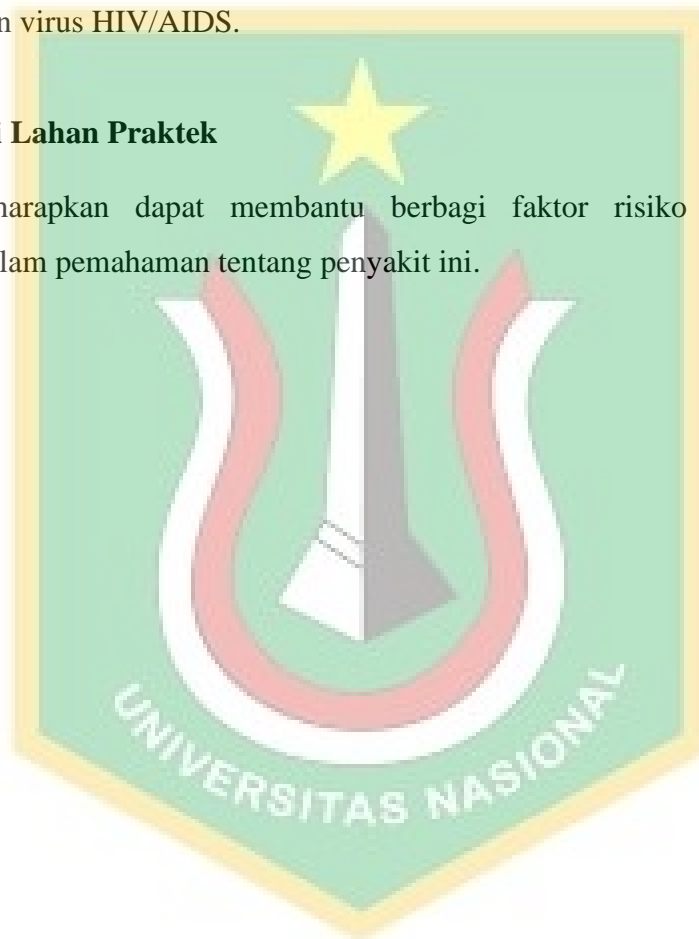 n virus HIV/AIDS.
i Lahan Praktek
harapkan dapat membantu berbagi faktor risiko
lam pemahaman tentang penyakit ini.
UNIVERSITAS NASIONAL